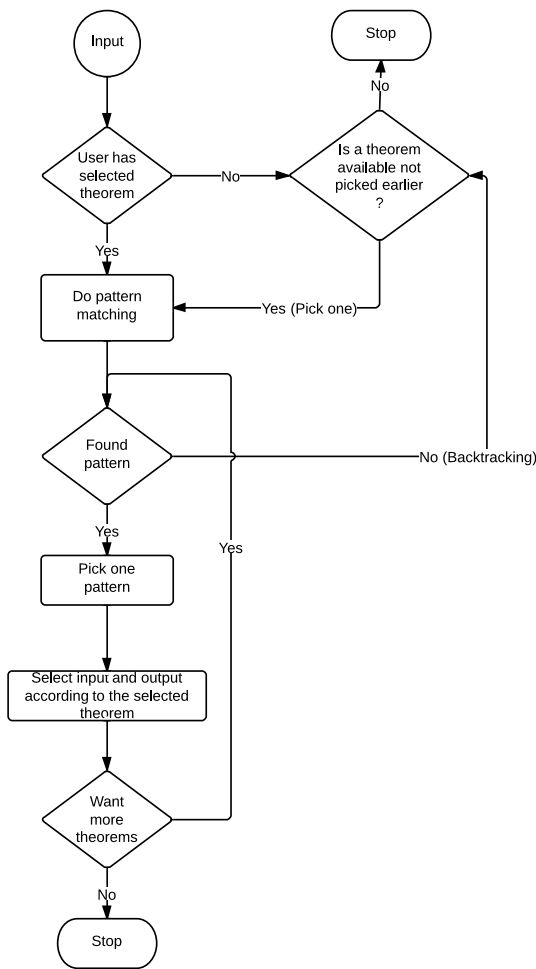 Input
Stop
No
User has
selected
theorem
No
Is a theorem
available not
picked earlier
?
Yes
Do pattern
matching
Yes (Pick one)
Found
pattern
No (Backtracking)
Yes
Yes
Pick one
pattern
Select input and output
according to the selected
theorem
Want
more
theorems
No
Stop